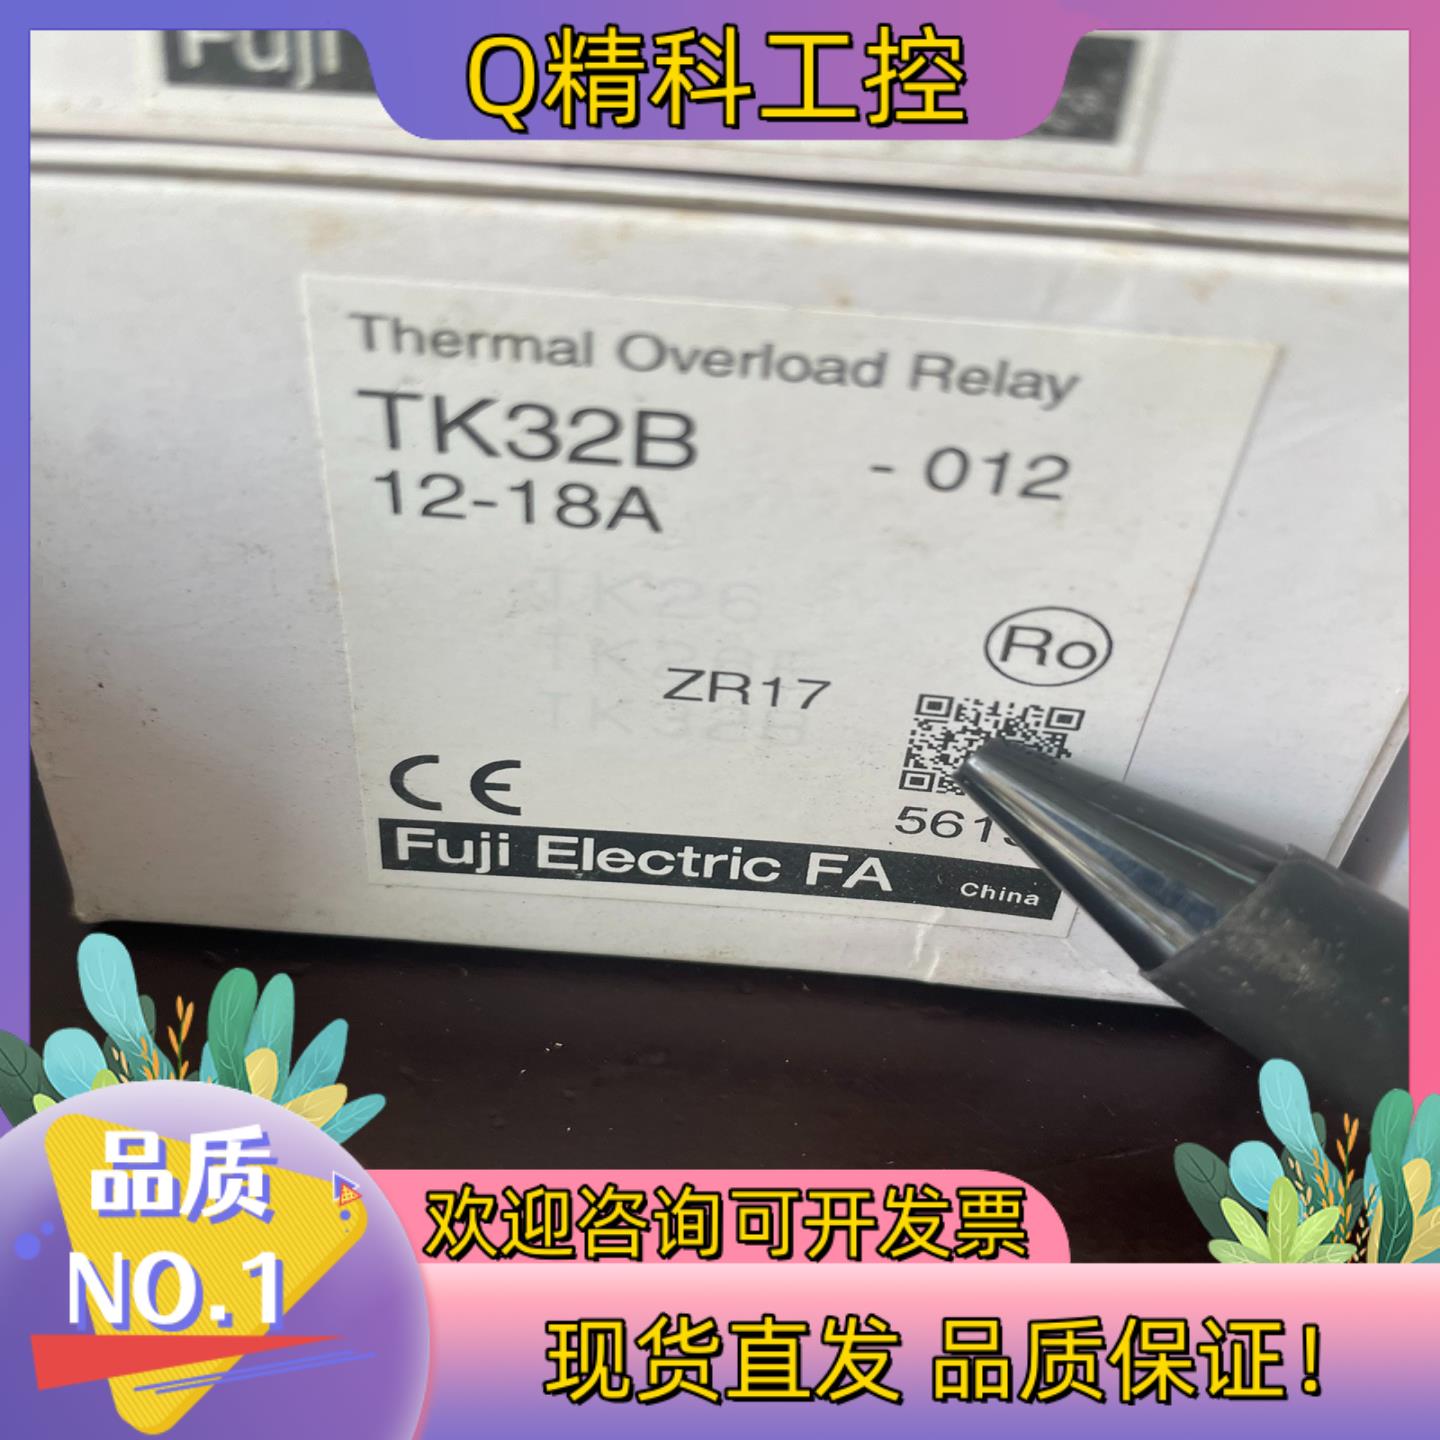 Fuji
Q精科工控
Thermal Overload Relay
TK32B - 012
12-18A
TK26
TK32B
Ro
ZR17
CE
Fuji Electric FA China
品质
NO.1
欢迎咨询可开发票
现货直发 品质保证!